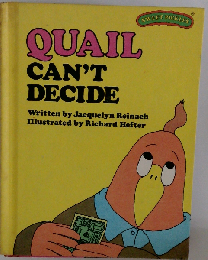 QUAIL
CAN'T
DECIDE
Written by Jacquelyn Reinach
Illustrated by Richard Hefter